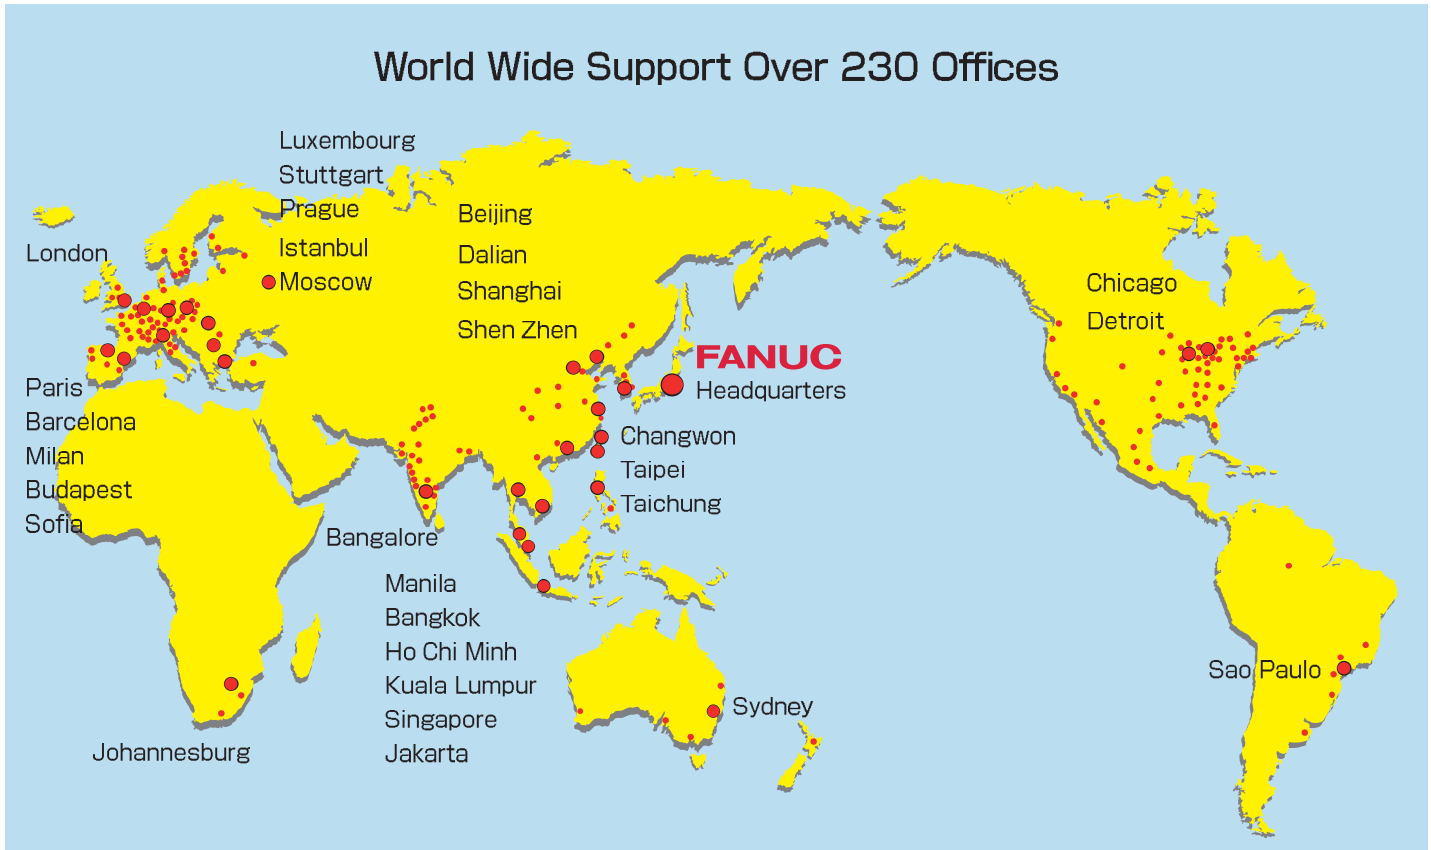 World Wide Support Over 230 Offices
Luxembourg
Stuttgart
Prague
Istanbul
Moscow
London
Beijing
Dalian
Shanghai
Shen Zhen
Chicago
Detroit
FANUC
Headquarters
Paris
Barcelona
Milan
Budapest
Sofia
Changwon
Taipei
Taichung
Bangalore
Manila
Bangkok
Ho Chi Minh
Kuala Lumpur
Singapore
Jakarta
Sao Paulo
Sydney
Johannesburg